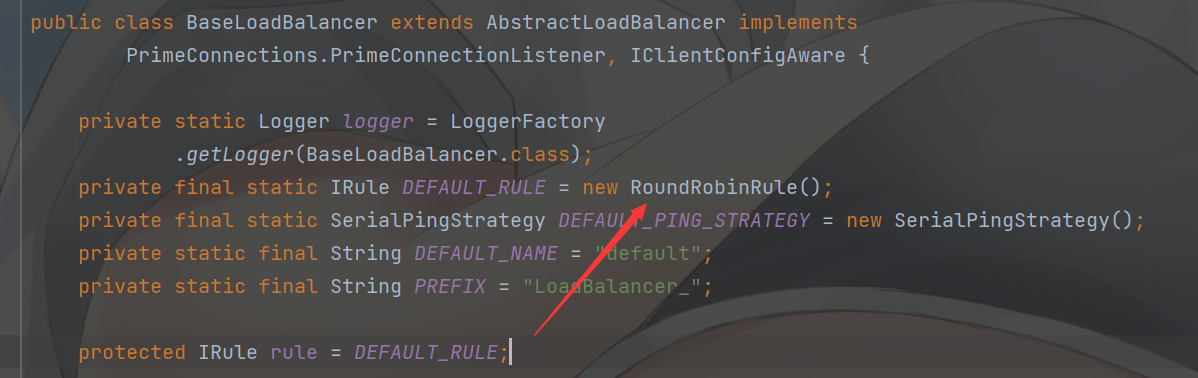 public class BaseLoadBalancer extends AbstractLoadBalancer implements
PrimeConnections.PrimeConnectionListener, IClientConfigAware {
private static Logger logger = LoggerFactory
.getLogger(BaseLoadBalancer.class);
private final static IRule DEFAULT_RULE = new RoundRobinRule();
private final static SerialPingStrategy DEFAULT_PING_STRATEGY = new SerialPingStrategy();
private static final String DEFAULT_NAME = "default";
private static final String PREFIX = "LoadBalancer_";
protected IRule rule = DEFAULT_RULE;